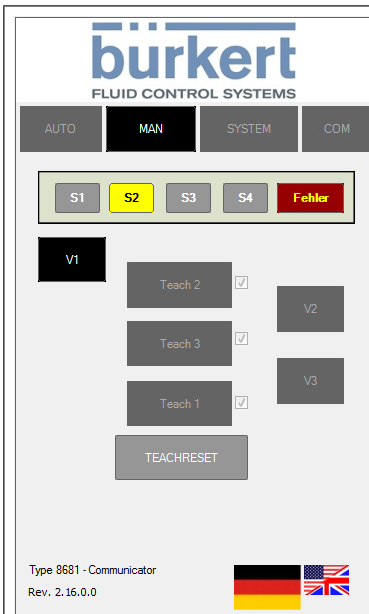 bürkert
FLUID CONTROL SYSTEMS
AUTO MAN SYSTEM COM
S1 S2 S3 S4 Fehler
V1
Teach 2
V2
Teach 3
V3
Teach 1
TEACHRESET
Type 8681 - Communicator
Rev. 2.16.0.0